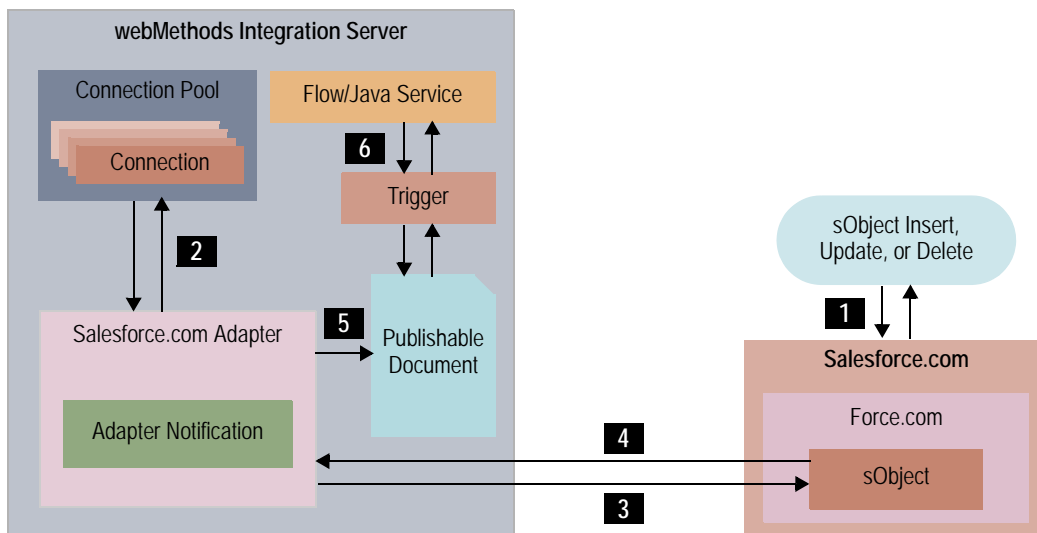 webMethods Integration Server
Connection Pool
Connection
Flow/Java Service
6
Trigger
2
sObject Insert,
Update, or Delete
1
Salesforce.com Adapter
5
Publishable
Document
Adapter Notification
Salesforce.com
Force.com
sObject
4
3